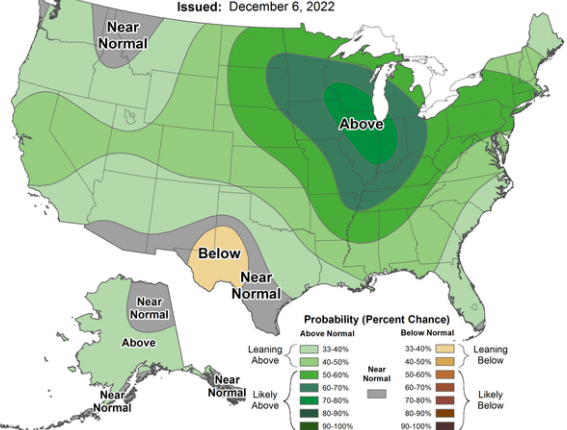 Issued: December 6, 2022
Near
Normal
Above
Below
Near
Normal
Near
Normal
Above
Near
Normal
Near
Normal
Probability (Percent Chance)
Above Normal
Below Normal
Leaning
Above
33-40%
40-50%
Likely
Above
50-60%
60-70%
70-80%
80-90%
90-100%
Near
Normal
33-40%
40-50%
Leaning
Below
50-60%
60-70%
70-80%
80-90%
90-100%
Likely
Below